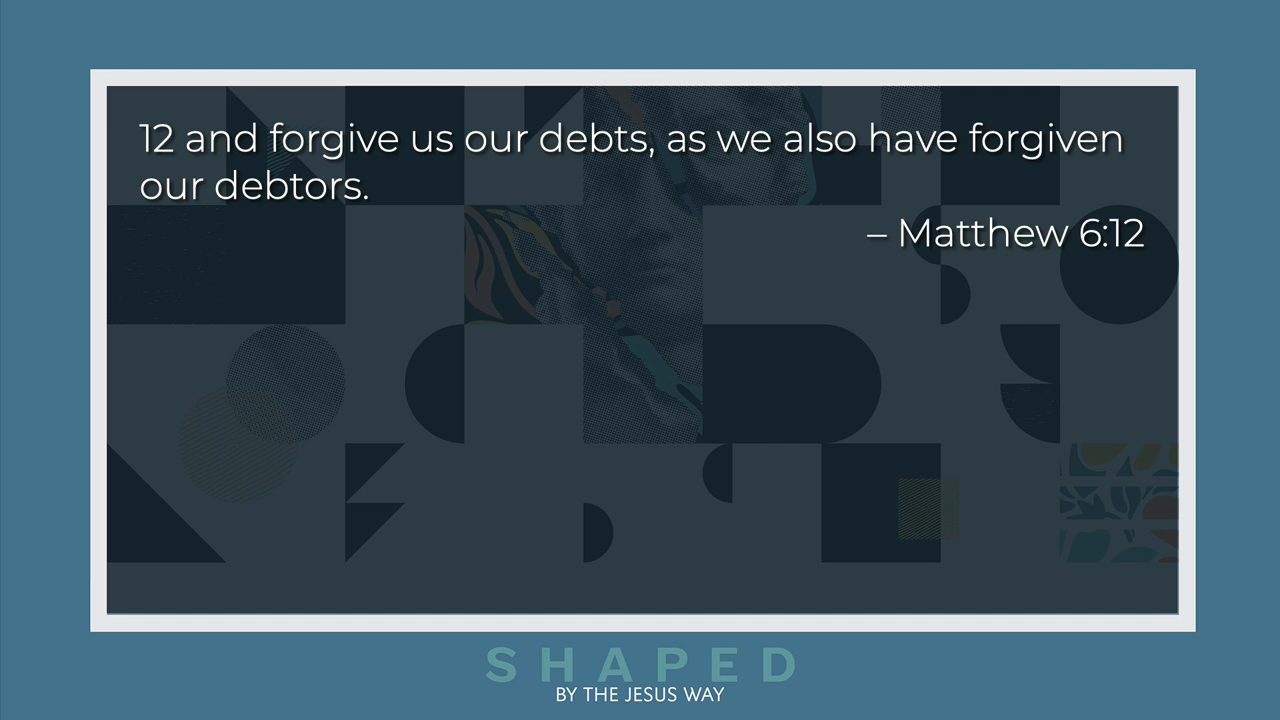 12 and forgive us our debts, as we also have forgiven
our debtors.
– Matthew 6:12
SHAPED
BY THE JESUS WAY